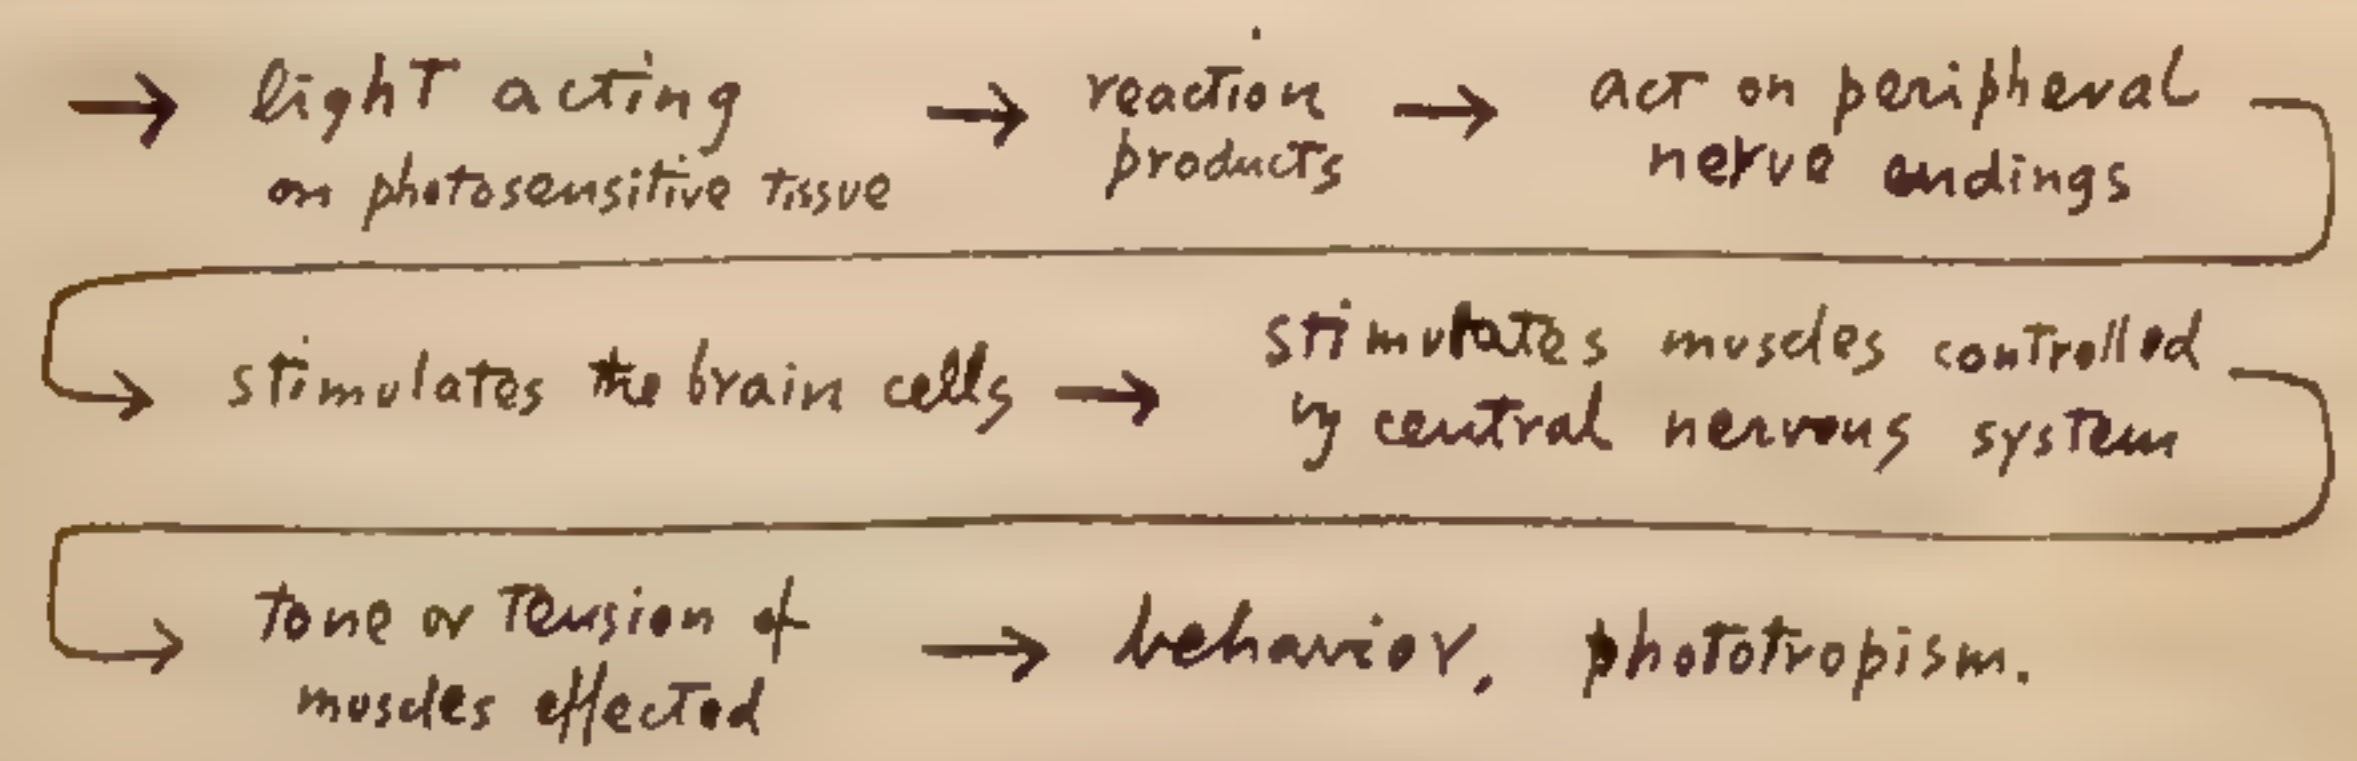 → light acting → reaction → act on peripheral
on photosensitive tissue products nerve endings
→ stimulates the brain cells → stimulates muscles controlled
by central nervous system
→ tone or tension of → behavior, phototropism.
muscles effected